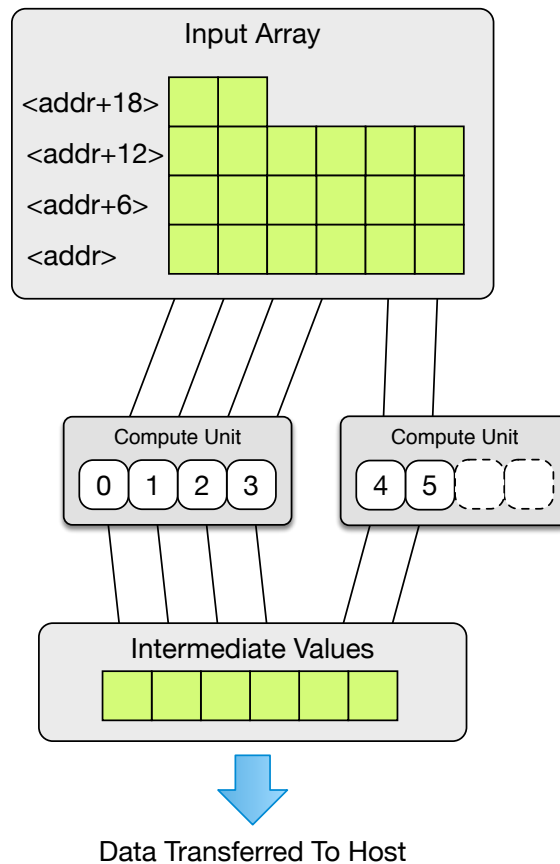 Input Array
<addr+18>
<addr+12>
<addr+6>
<addr>
Compute Unit
0 1 2 3
Compute Unit
4 5
Intermediate Values
Data Transferred To Host